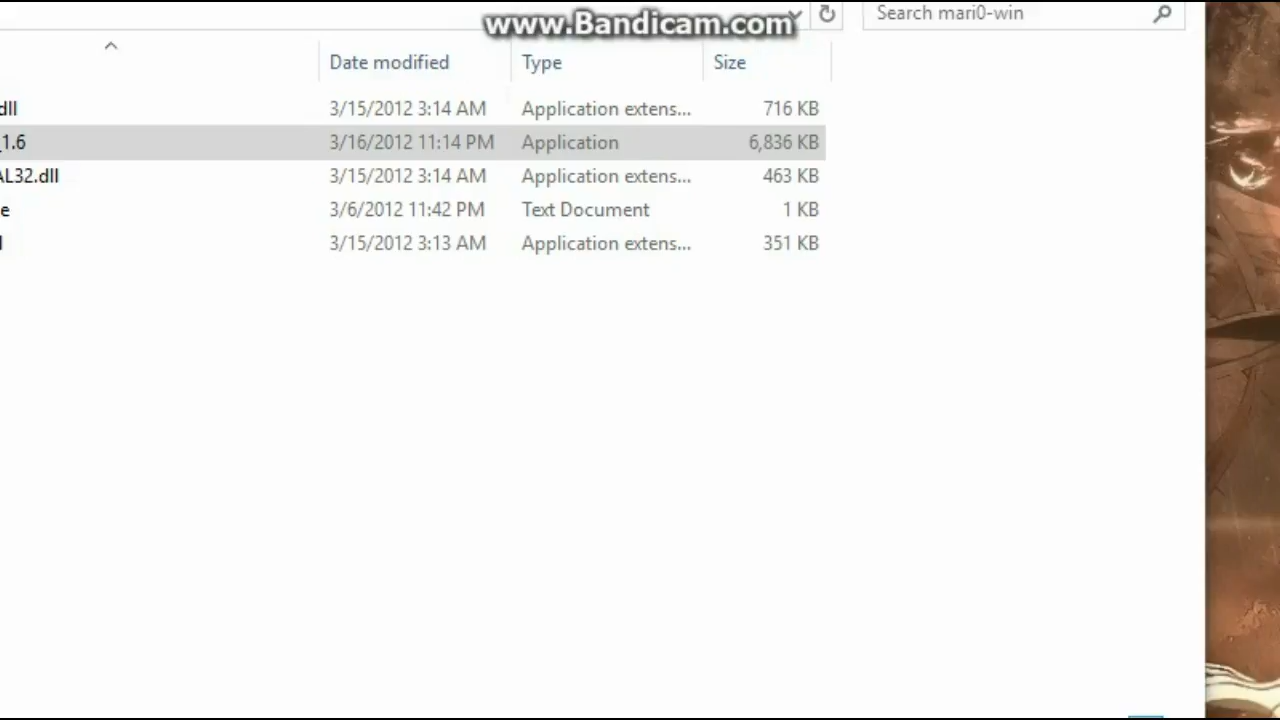 www.Bandicam.com
Search mari0-win
Date modified Type Size
dll 3/15/2012 3:14 AM Application extens... 716 KB
_1.6 3/16/2012 11:14 PM Application 6,836 KB
AL32.dll 3/15/2012 3:14 AM Application extens... 463 KB
e 3/6/2012 11:42 PM Text Document 1 KB
l 3/15/2012 3:13 AM Application extens... 351 KB